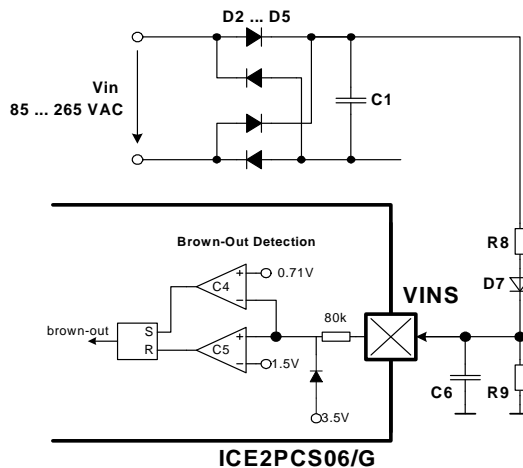 D2 ... D5
Vin
85 ... 265 VAC
C1
R8
D7
Brown-Out Detection
VINS
C4
0.71V
80k
brown-out
S
R
C5
1.5V
3.5V
C6
R9
ICE2PCS06/G